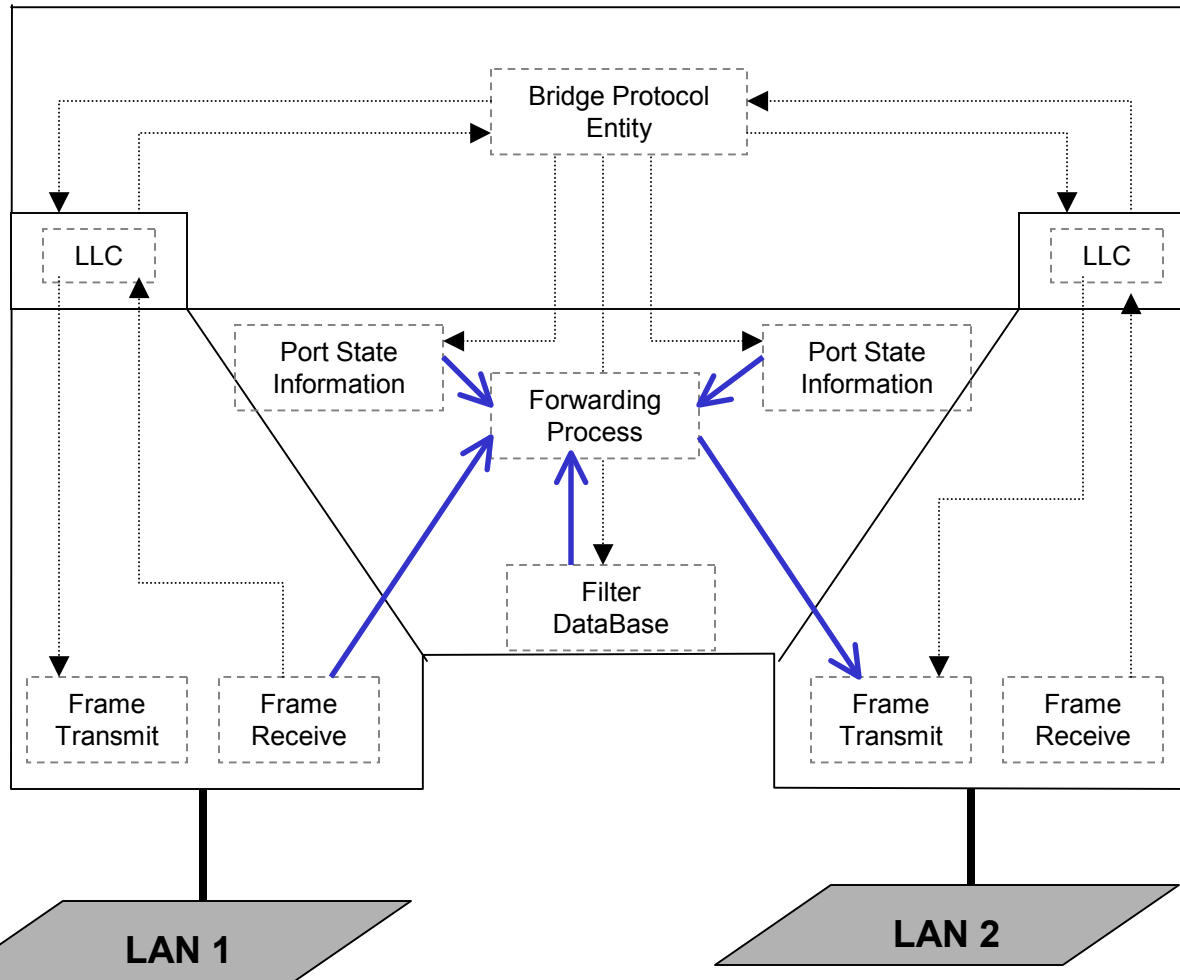 Bridge Protocol
Entity
LLC
LLC
Port State
Information
Port State
Information
Forwarding
Process
Filter
DataBase
Frame
Transmit
Frame
Receive
Frame
Transmit
Frame
Receive
LAN 1
LAN 2